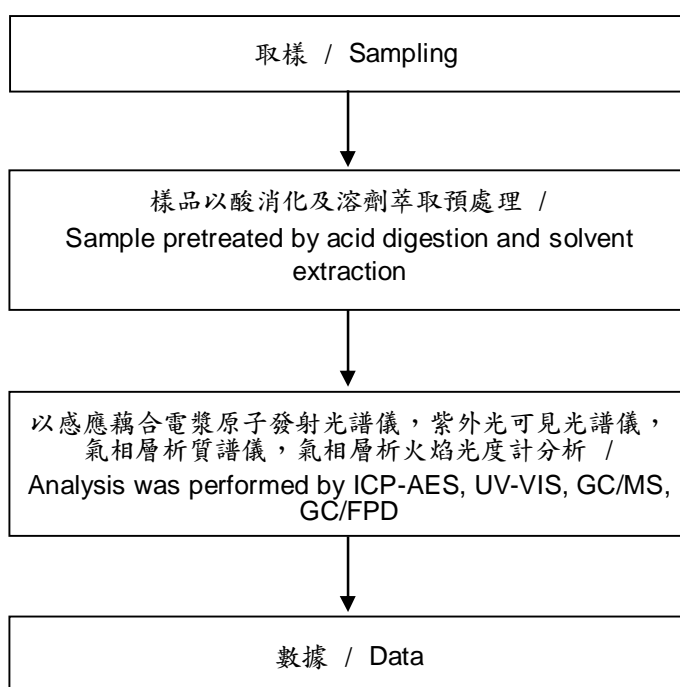 取樣 / Sampling
樣品以酸消化及溶劑萃取預處理 /
Sample pretreated by acid digestion and solvent
extraction
以感應藕合電漿原子發射光譜儀，紫外光可見光譜儀，
氣相層析質譜儀，氣相層析火焰光度計分析 /
Analysis was performed by ICP-AES, UV-VIS, GC/MS,
GC/FPD
數據 / Data